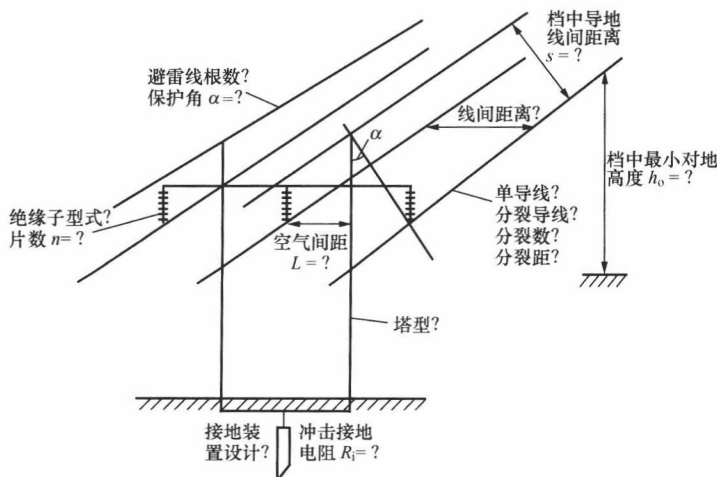 档中导地
线间距离
s=?
避雷线根数?
保护角 α=?
线间距离?
α
档中最小对地
高度 h₀=?
绝缘子型式?
片数 n=?
单导线?
分裂导线?
分裂数?
分裂距?
空气间距
L=?
塔型?
接地装
置设计?
冲击接地
电阻 Rᵢ=?